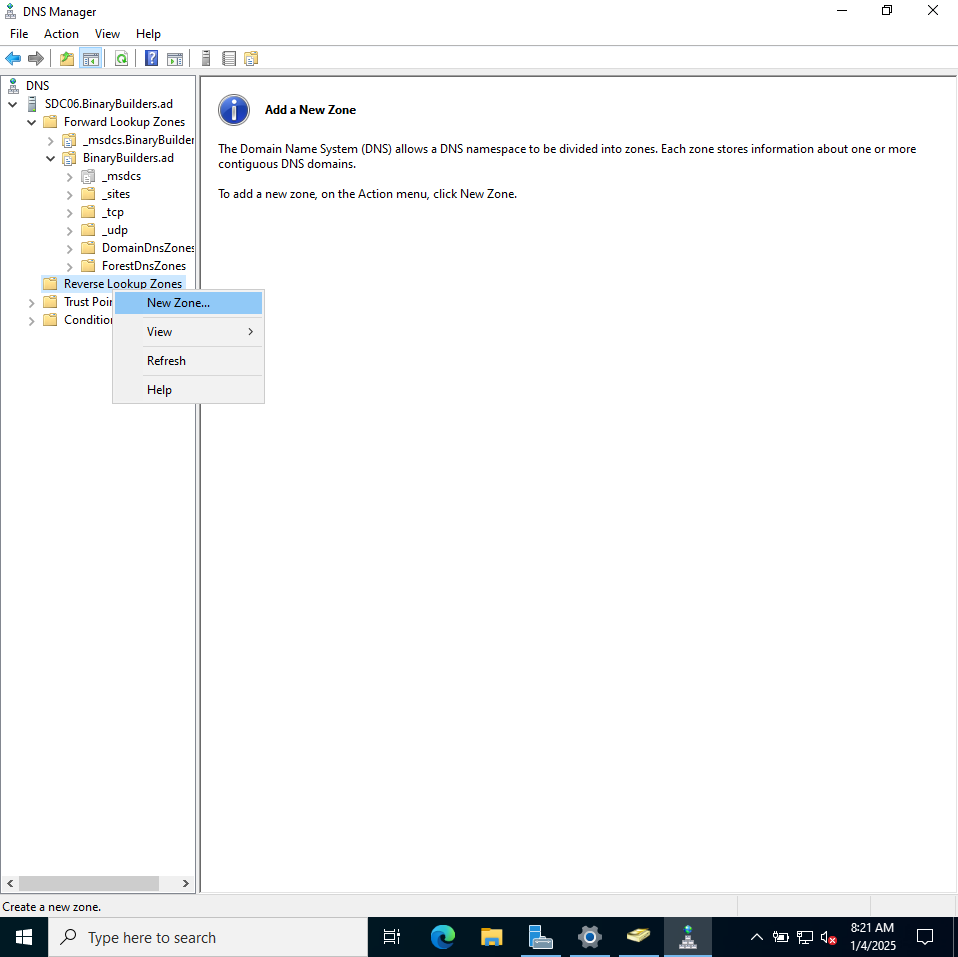 DNS Manager
File Action View Help
DNS
SDC06.BinaryBuilders.ad
Forward Lookup Zones
_msdcs.BinaryBuilder
BinaryBuilders.ad
_msdcs
_sites
_tcp
_udp
DomainDnsZones
ForestDnsZones
Reverse Lookup Zones
Trust Poin
Condition
New Zone...
View
Refresh
Help
Add a New Zone
The Domain Name System (DNS) allows a DNS namespace to be divided into zones. Each zone stores information about one or more
contiguous DNS domains.
To add a new zone, on the Action menu, click New Zone.
Create a new zone.
Type here to search
8:21 AM
1/4/2025